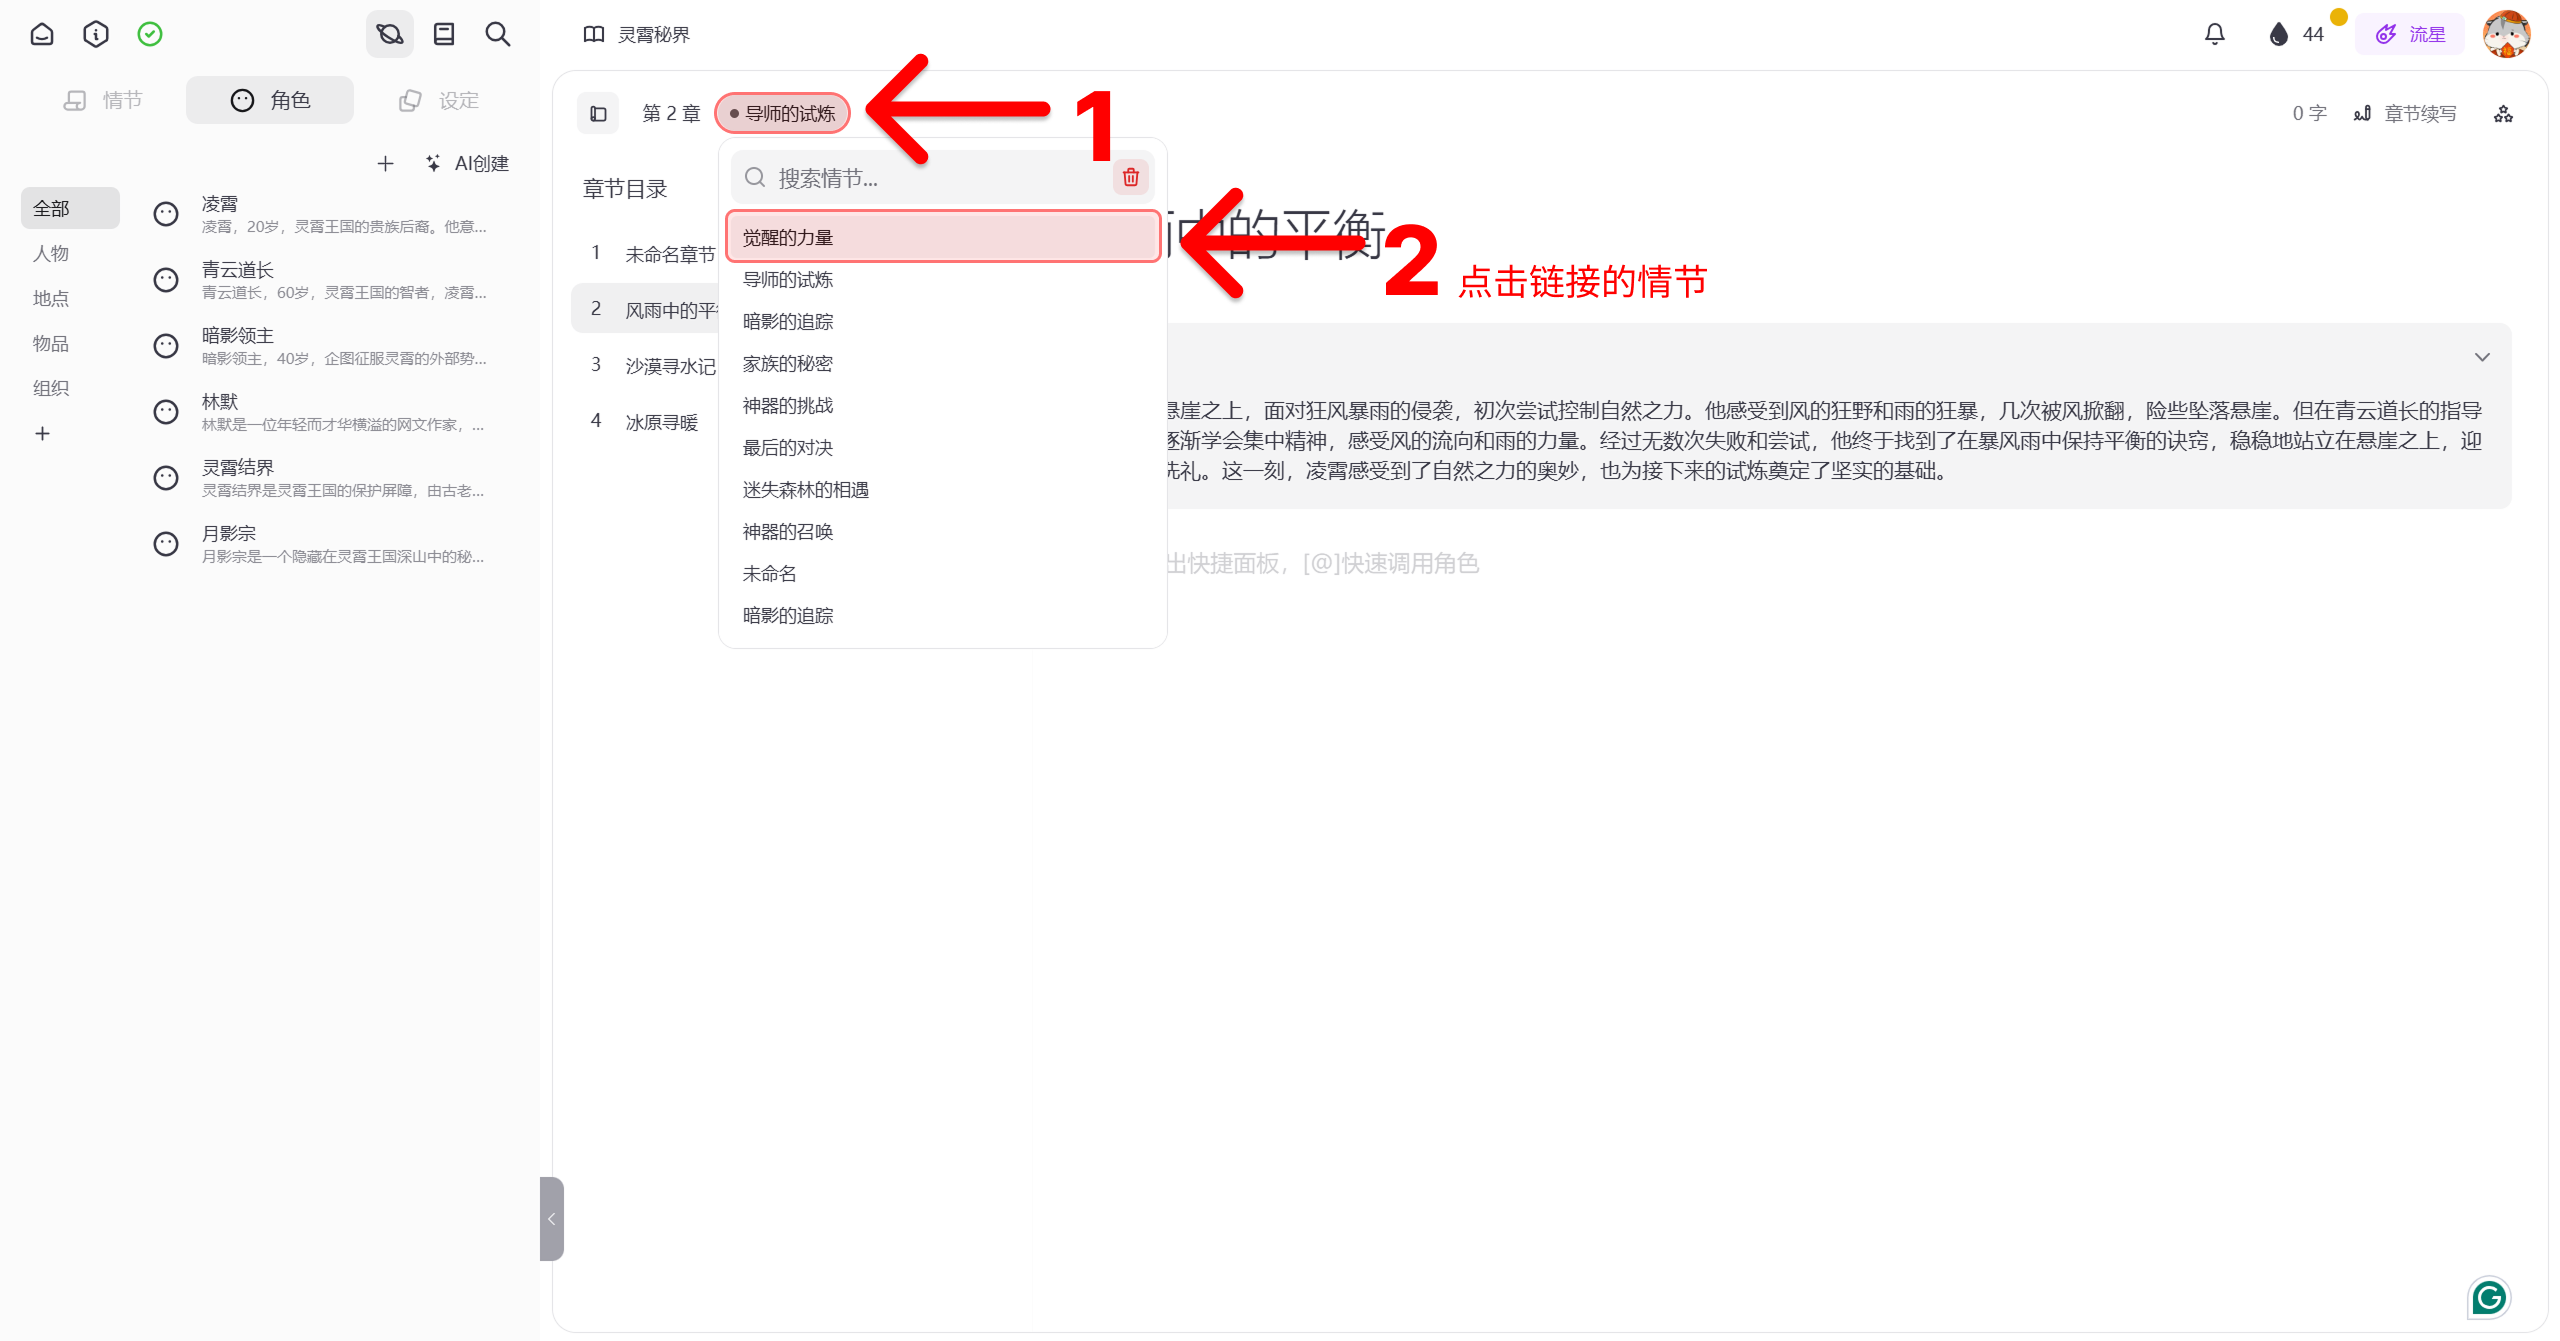 情节
角色
设定
AI创建
全部
人物
地点
物品
组织
凌霄
凌霄，20岁，灵霄王国的贵族后裔。他意...
青云道长
青云道长，60岁，灵霄王国的智者，凌霄...
暗影领主
暗影领主，40岁，企图征服灵霄的外部势...
林默
林默是一位年轻而才华横溢的网文作家，...
灵霄结界
灵霄结界是灵霄王国的保护屏障，由古老...
月影宗
月影宗是一个隐藏在灵霄王国深山中的秘...
灵霄秘界
44
流星
第 2 章
导师的试炼
1
0 字
章节续写
章节目录
1 未命名章节
2 风雨中的平
3 沙漠寻水记
4 冰原寻暖
搜索情节...
觉醒的力量
导师的试炼
暗影的追踪
家族的秘密
神器的挑战
最后的对决
迷失森林的相遇
神器的召唤
未命名
暗影的追踪
中的平衡
2 点击链接的情节
悬崖之上，面对狂风暴雨的侵袭，初次尝试控制自然之力。他感受到风的狂野和雨的狂暴，几次被风掀翻，险些坠落悬崖。但在青云道长的指导
逐渐学会集中精神，感受风的流向和雨的力量。经过无数次失败和尝试，他终于找到了在暴风雨中保持平衡的诀窍，稳稳地站立在悬崖之上，迎
洗礼。这一刻，凌霄感受到了自然之力的奥妙，也为接下来的试炼奠定了坚实的基础。
出快捷面板，[@]快速调用角色